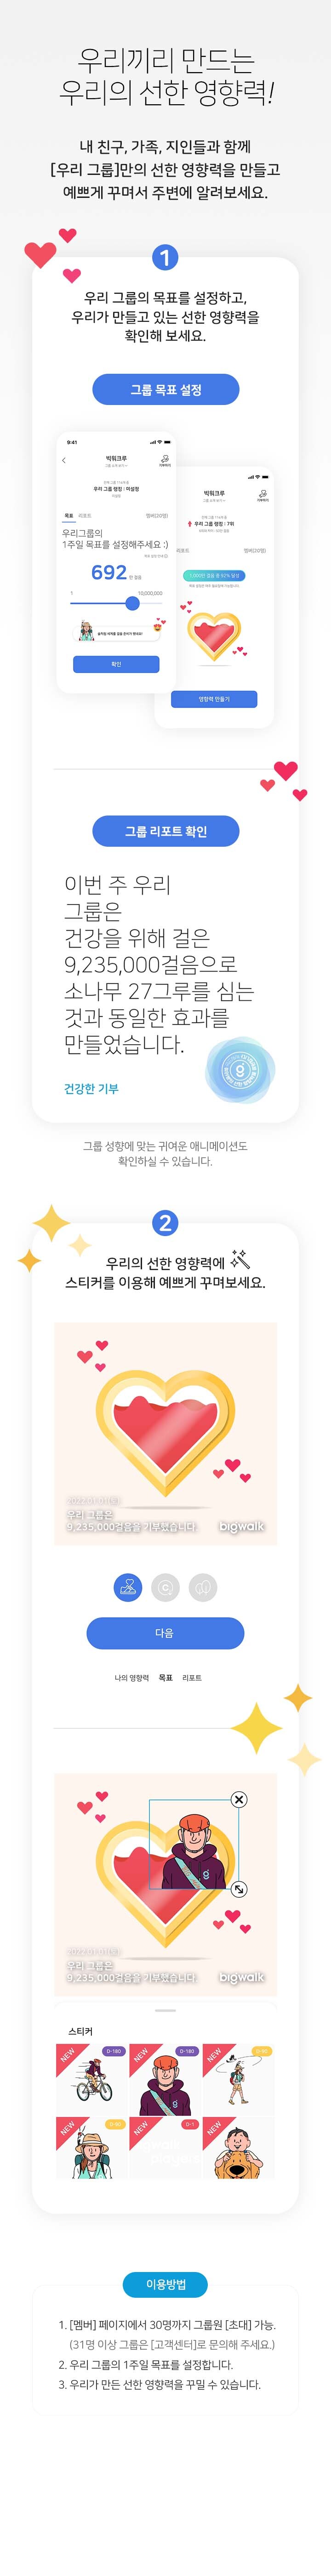 우리끼리 만드는
우리의 선한 영향력!
내 친구, 가족, 지인들과 함께
[우리 그룹]만의 선한 영향력을 만들고
예쁘게 꾸며서 주변에 알려보세요.
1
우리 그룹의 목표를 설정하고,
우리가 만들고 있는 선한 영향력을
확인해 보세요.
그룹 목표 설정
9:41
빅워크루
우리 그룹 랭킹 : 미설정
목표 리포트 멤버(30명)
우리그룹의
1주일 목표를 설정해주세요 :)
692 만 걸음
1 10,000,000
확인
빅워크루
우리 그룹 랭킹 : 7위
리포트 멤버(30명)
영향력 만들기
그룹 리포트 확인
이번 주 우리
그룹은
건강을 위해 걸은
9,235,000걸음으로
소나무 27그루를 심는
것과 동일한 효과를
만들었습니다.
건강한 기부
그룹 성향에 맞는 귀여운 애니메이션도
확인하실 수 있습니다.
2
우리의 선한 영향력에
스티커를 이용해 예쁘게 꾸며보세요.
2022.01.01(토)
우리 그룹은
9,235,000걸음을 기부했습니다.
bigwalk
다음
나의 영향력 목표 리포트
g
2022.01.01(토)
우리 그룹은
9,235,000걸음을 기부했습니다.
bigwalk
스티커
NEW D-180
NEW D-180
NEW
NEW
NEW D-1
NEW
이용방법
1. [멤버] 페이지에서 30명까지 그룹원 [초대] 가능.
(31명 이상 그룹은 [고객센터]로 문의해 주세요.)
2. 우리 그룹의 1주일 목표를 설정합니다.
3. 우리가 만든 선한 영향력을 꾸밀 수 있습니다.